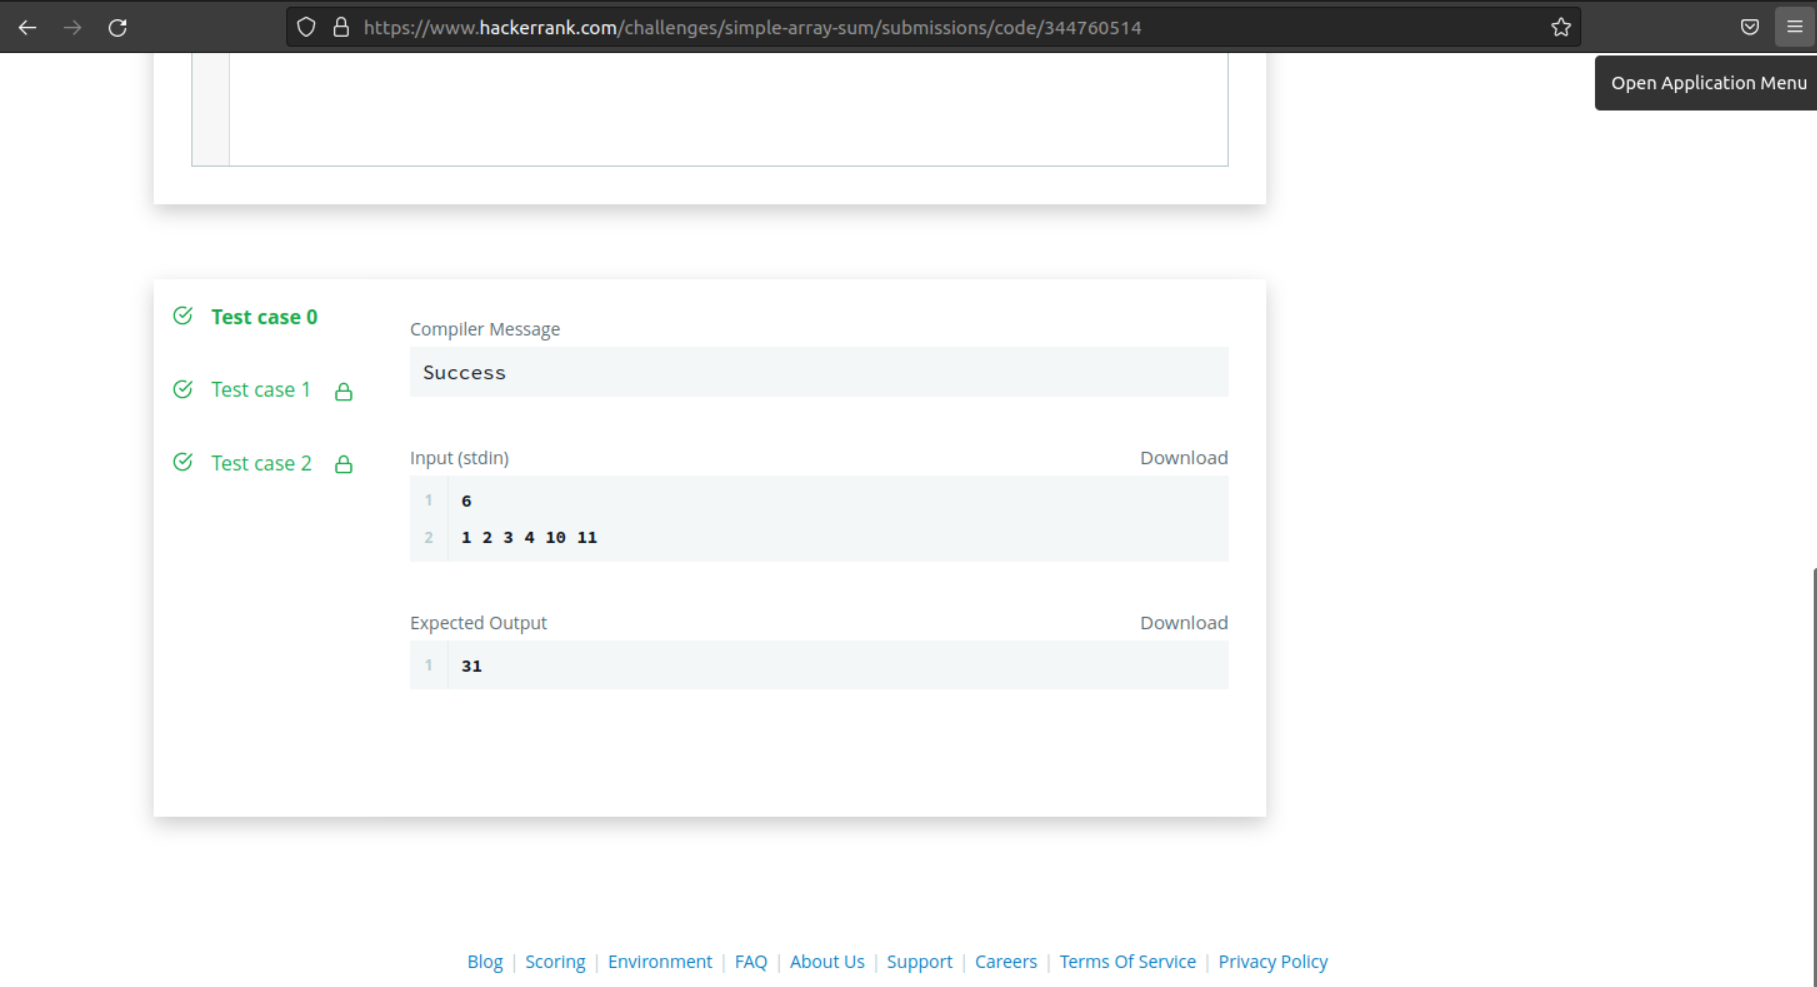 https://www.hackerrank.com/challenges/simple-array-sum/submissions/code/344760514
Open Application Menu
Test case 0
Test case 1
Test case 2
Compiler Message
Success
Input (stdin)
Download
1 6
2 1 2 3 4 10 11
Expected Output
Download
1 31
Blog | Scoring | Environment | FAQ | About Us | Support | Careers | Terms Of Service | Privacy Policy